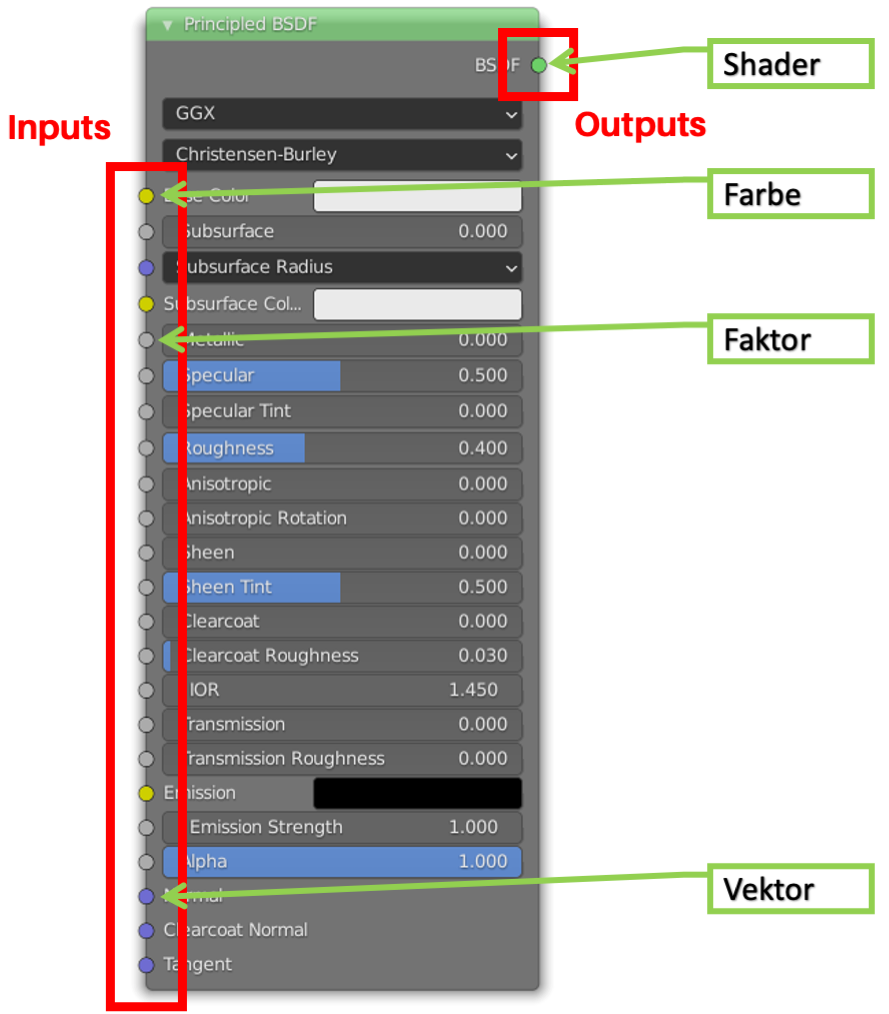 Principled BSDF
BSDF
Shader
GGX
Inputs
Outputs
Christensen-Burley
Base Color
Farbe
Subsurface 0.000
Subsurface Radius
Subsurface Col...
Metallic 0.000
Faktor
Specular 0.500
Specular Tint 0.000
Roughness 0.400
Anisotropic 0.000
Anisotropic Rotation 0.000
Sheen 0.000
Sheen Tint 0.500
Clearcoat 0.000
Clearcoat Roughness 0.030
IOR 1.450
Transmission 0.000
Transmission Roughness 0.000
Emission
Emission Strength 1.000
Alpha 1.000
Normal
Vektor
Clearcoat Normal
Tangent